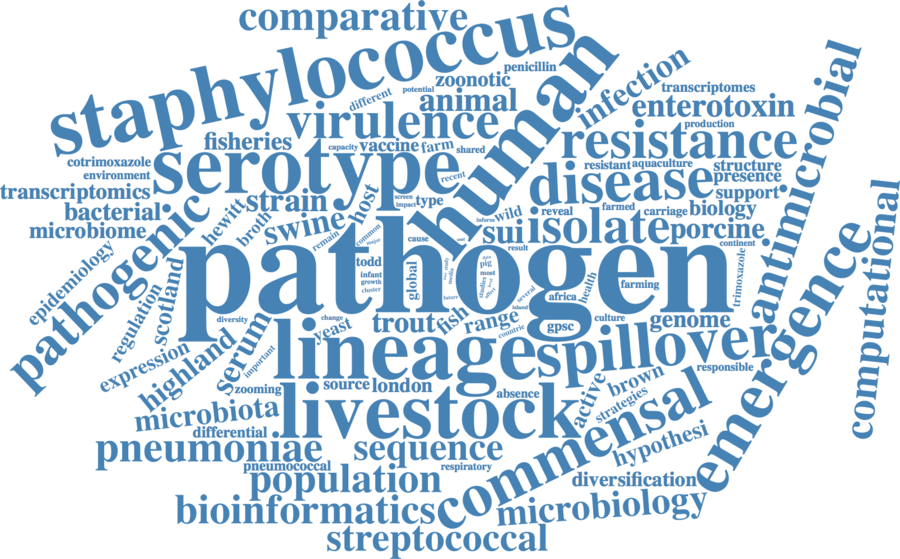 comparative
staphylococcus
human
infection
antimicrobial
penicillin
zoonotic
potential
different
animal
transcriptomes
enterotoxin
production
virulence
fisheries
capacity
vaccine
farm
shared
resistance
cotrimoxazole
environment
serotype
recent
resistant
aquaculture
structure
presence
disease
support
transcriptomics
strain
host
screen
impact
type
wild
reveal
farmed
carriage
biology
bacterial
microbiome
hewitt
broth
swine
remain
common
major
cause
sui
isolate
porcine
result
continent
computational
pathogenic
pathogen
epidemiology
regulation
scotland
todd
infant
growth
cluster
global
study
media
future
pig
most
studies
several
africa
health
farming
trimoxazole
emergence
diversity
serum
change
yeast
trout
fish
range
island
countrie
gpsc
culture
genome
expression
highland
important
lineage
spillover
responsible
zooming
source
london
absence
active
brown
strategies
microbiota
livestock
commensal
hypothesi
differential
pneumoniae
sequence
pneumococcal
respiratory
population
diversification
bioinformatics
microbiology
streptococcal